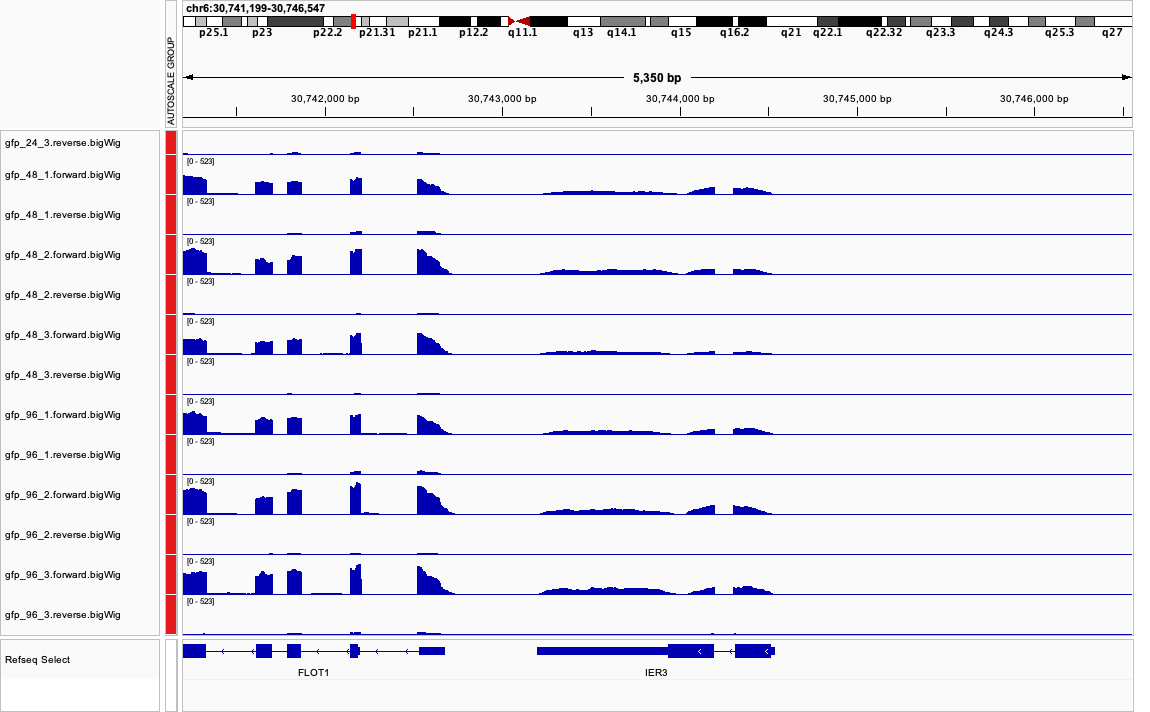 chr6:30,741,199-30,746,547
AUTOSCALE GROUP
p25.1 p23 p22.2 p21.31 p21.1 p12.2 q11.1 q13 q14.1 q15 q16.2 q21 q22.1 q22.32 q23.3 q24.3 q25.3 q27
5,350 bp
30,742,000 bp 30,743,000 bp 30,744,000 bp 30,745,000 bp 30,746,000 bp
gfp_24_3.reverse.bigWig
[0 - 523]
gfp_48_1.forward.bigWig
[0 - 523]
gfp_48_1.reverse.bigWig
[0 - 523]
gfp_48_2.forward.bigWig
[0 - 523]
gfp_48_2.reverse.bigWig
[0 - 523]
gfp_48_3.forward.bigWig
[0 - 523]
gfp_48_3.reverse.bigWig
[0 - 523]
gfp_96_1.forward.bigWig
[0 - 523]
gfp_96_1.reverse.bigWig
[0 - 523]
gfp_96_2.forward.bigWig
[0 - 523]
gfp_96_2.reverse.bigWig
[0 - 523]
gfp_96_3.forward.bigWig
[0 - 523]
gfp_96_3.reverse.bigWig
Refseq Select
FLOT1 IER3